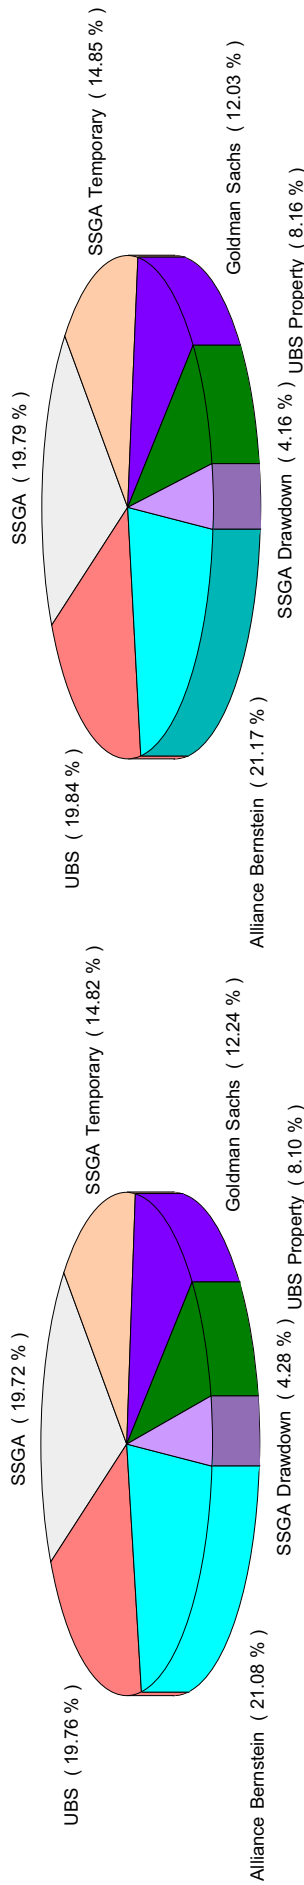 UBS ( 19.76 % )
SSGA ( 19.72 % )
SSGA Temporary ( 14.82 % )
Goldman Sachs ( 12.24 % )
UBS Property ( 8.10 % )
SSGA Drawdown ( 4.28 % )
Alliance Bernstein ( 21.08 % )
UBS ( 19.84 % )
SSGA ( 19.79 % )
SSGA Temporary ( 14.85 % )
Goldman Sachs ( 12.03 % )
UBS Property ( 8.16 % )
SSGA Drawdown ( 4.16 % )
Alliance Bernstein ( 21.17 % )